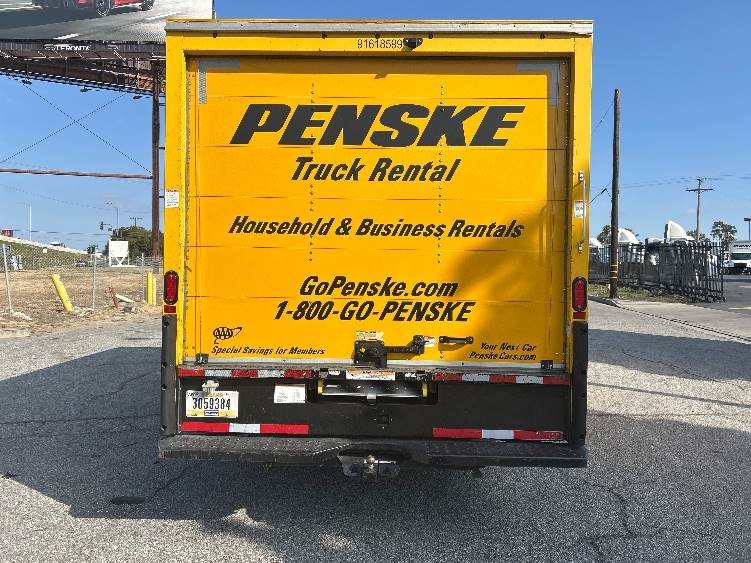 FRONTIE
91618599
PENSKE
Truck Rental
Household & Business Rentals
GoPenske.com
1-800-GO-PENSKE
AAA
Special Savings for Members
Your Next Car
PenskeCars.com
3059384